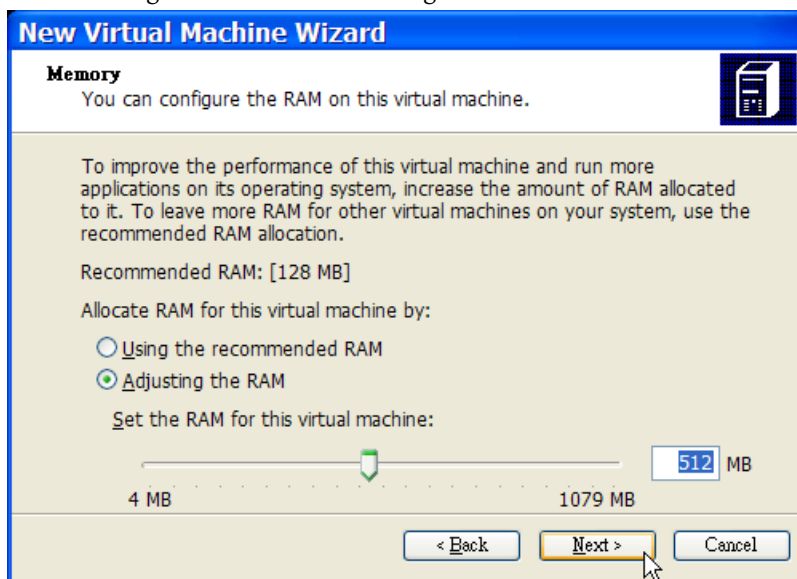 New Virtual Machine Wizard
Memory
You can configure the RAM on this virtual machine.
To improve the performance of this virtual machine and run more
applications on its operating system, increase the amount of RAM allocated
to it. To leave more RAM for other virtual machines on your system, use the
recommended RAM allocation.
Recommended RAM: [128 MB]
Allocate RAM for this virtual machine by:
Using the recommended RAM
Adjusting the RAM
Set the RAM for this virtual machine:
512 MB
4 MB 1079 MB
< Back Next > Cancel